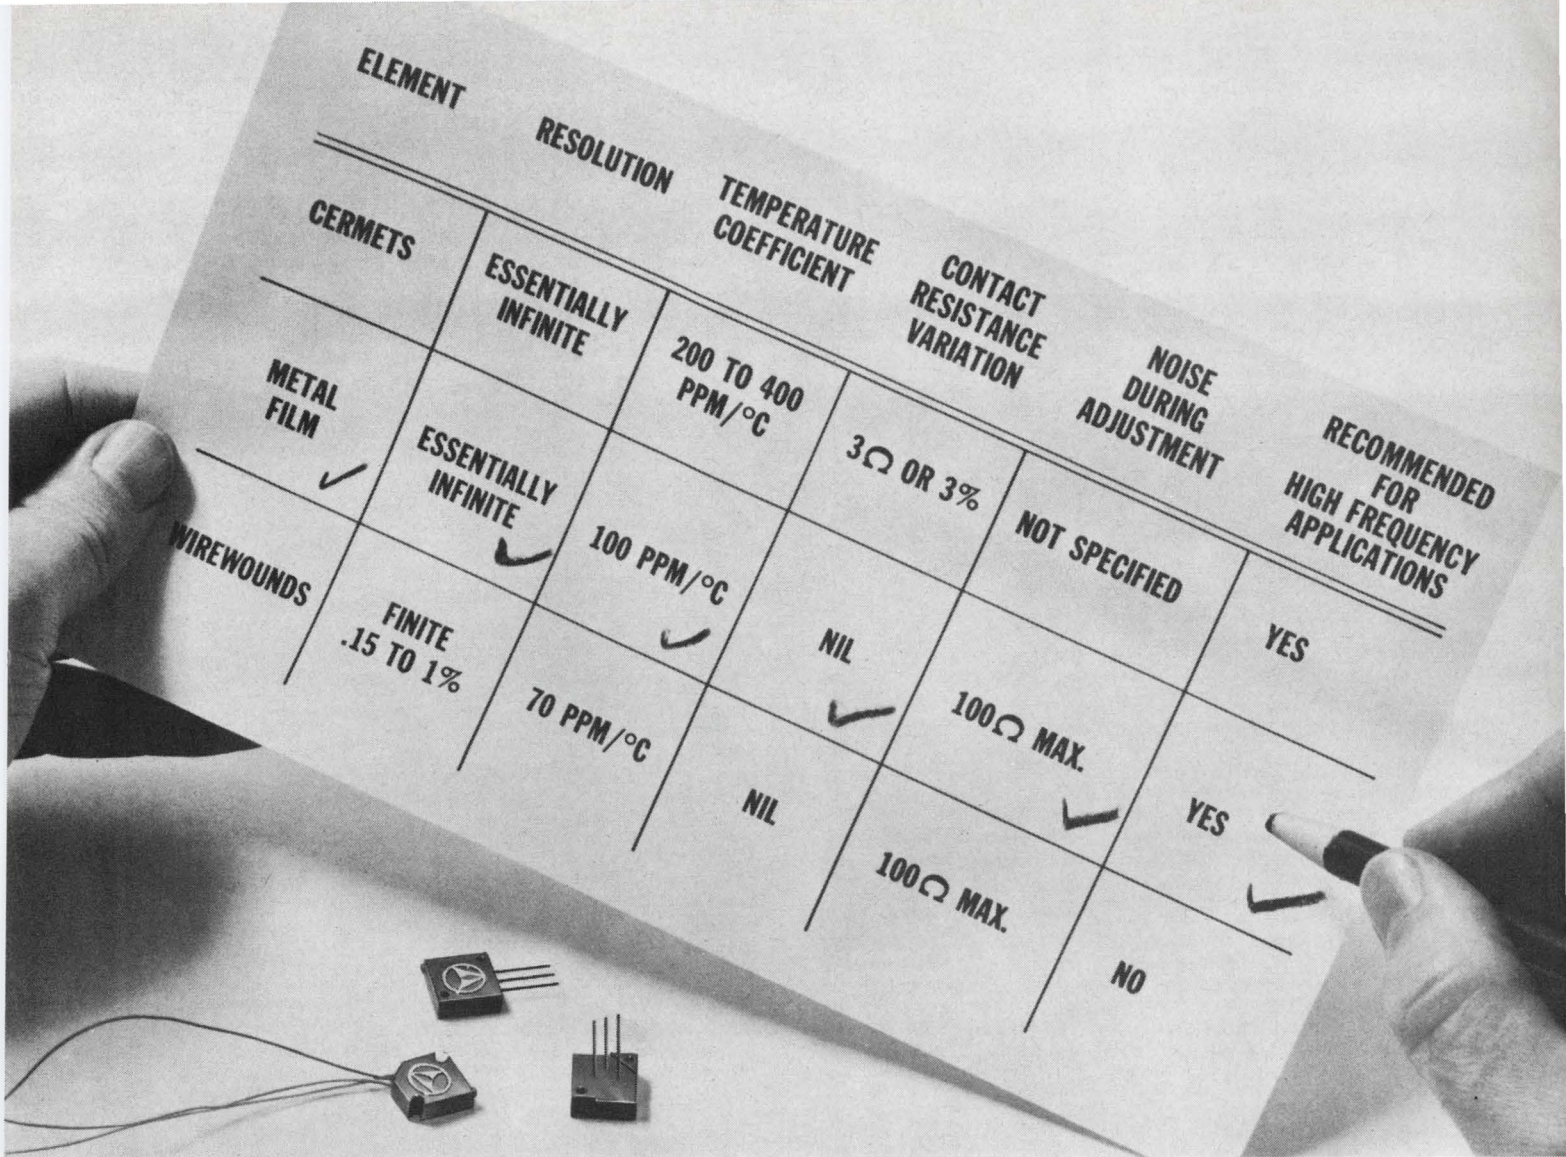 ELEMENT
RESOLUTION
TEMPERATURE
COEFFICIENT
CONTACT
RESISTANCE
VARIATION
NOISE
DURING
ADJUSTMENT
RECOMMENDED
FOR
HIGH FREQUENCY
APPLICATIONS
CERMETS
ESSENTIALLY
INFINITE
200 TO 400
PPM/°C
3Ω OR 3%
NOT SPECIFIED
YES
METAL
FILM
ESSENTIALLY
INFINITE
100 PPM/°C
NIL
100Ω MAX.
YES
WIREWOUNDS
FINITE
.15 TO 1%
70 PPM/°C
NIL
100Ω MAX.
NO